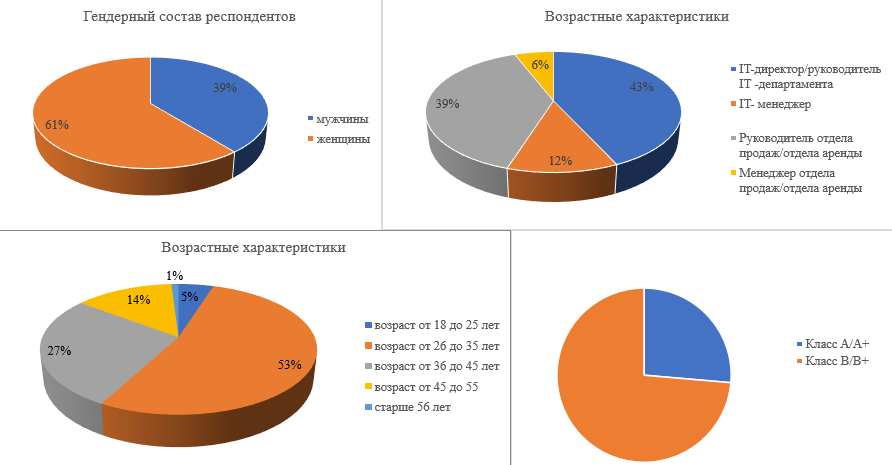 Гендерный состав респондентов
39%
61%
мужчины
женщины
Возрастные характеристики
6%
43%
39%
12%
IT-директор/руководитель
IT -департамента
IT- менеджер
Руководитель отдела
продаж/отдела аренды
Менеджер отдела
продаж/отдела аренды
Возрастные характеристики
1%
5%
14%
27%
53%
возраст от 18 до 25 лет
возраст от 26 до 35 лет
возраст от 36 до 45 лет
возраст от 45 до 55
старше 56 лет
Класс А/А+
Класс В/В+